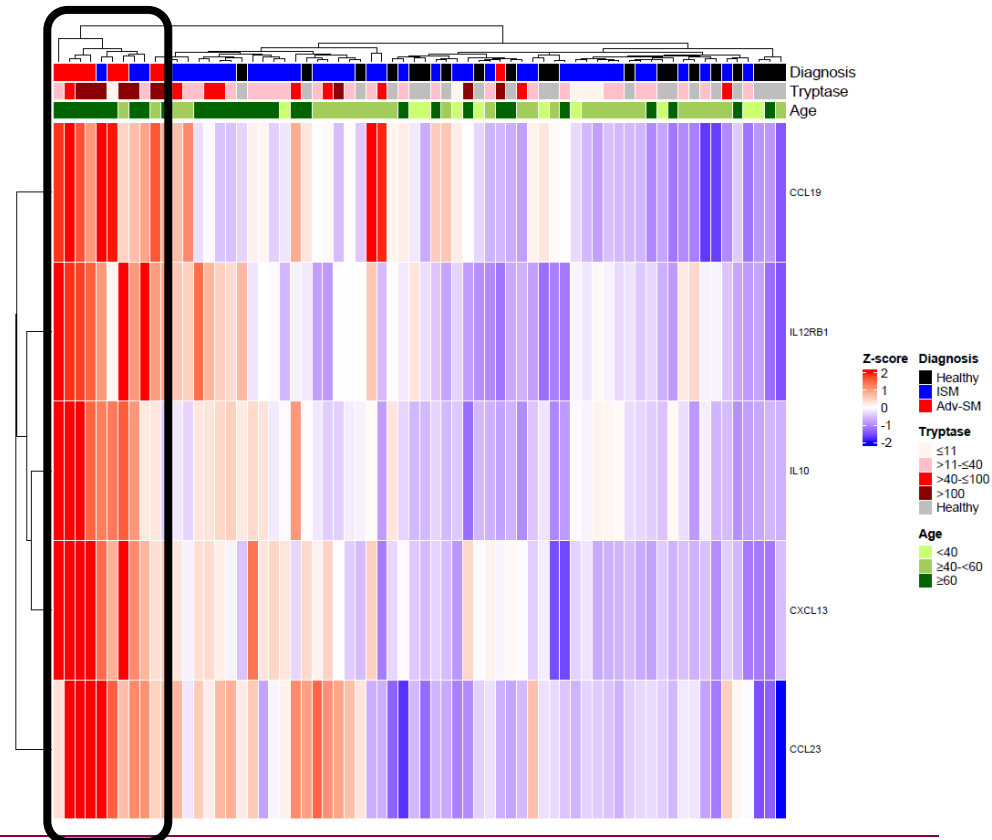 Diagnosis
Tryptase
Age
CCL19
IL12RB1
IL10
CXCL13
CCL23
Z-score
2
1
0
-1
-2
Diagnosis
Healthy
ISM
Adv-SM
Tryptase
≤11
>11-≤40
>40-≤100
>100
Healthy
Age
<40
≥40-<60
≥60